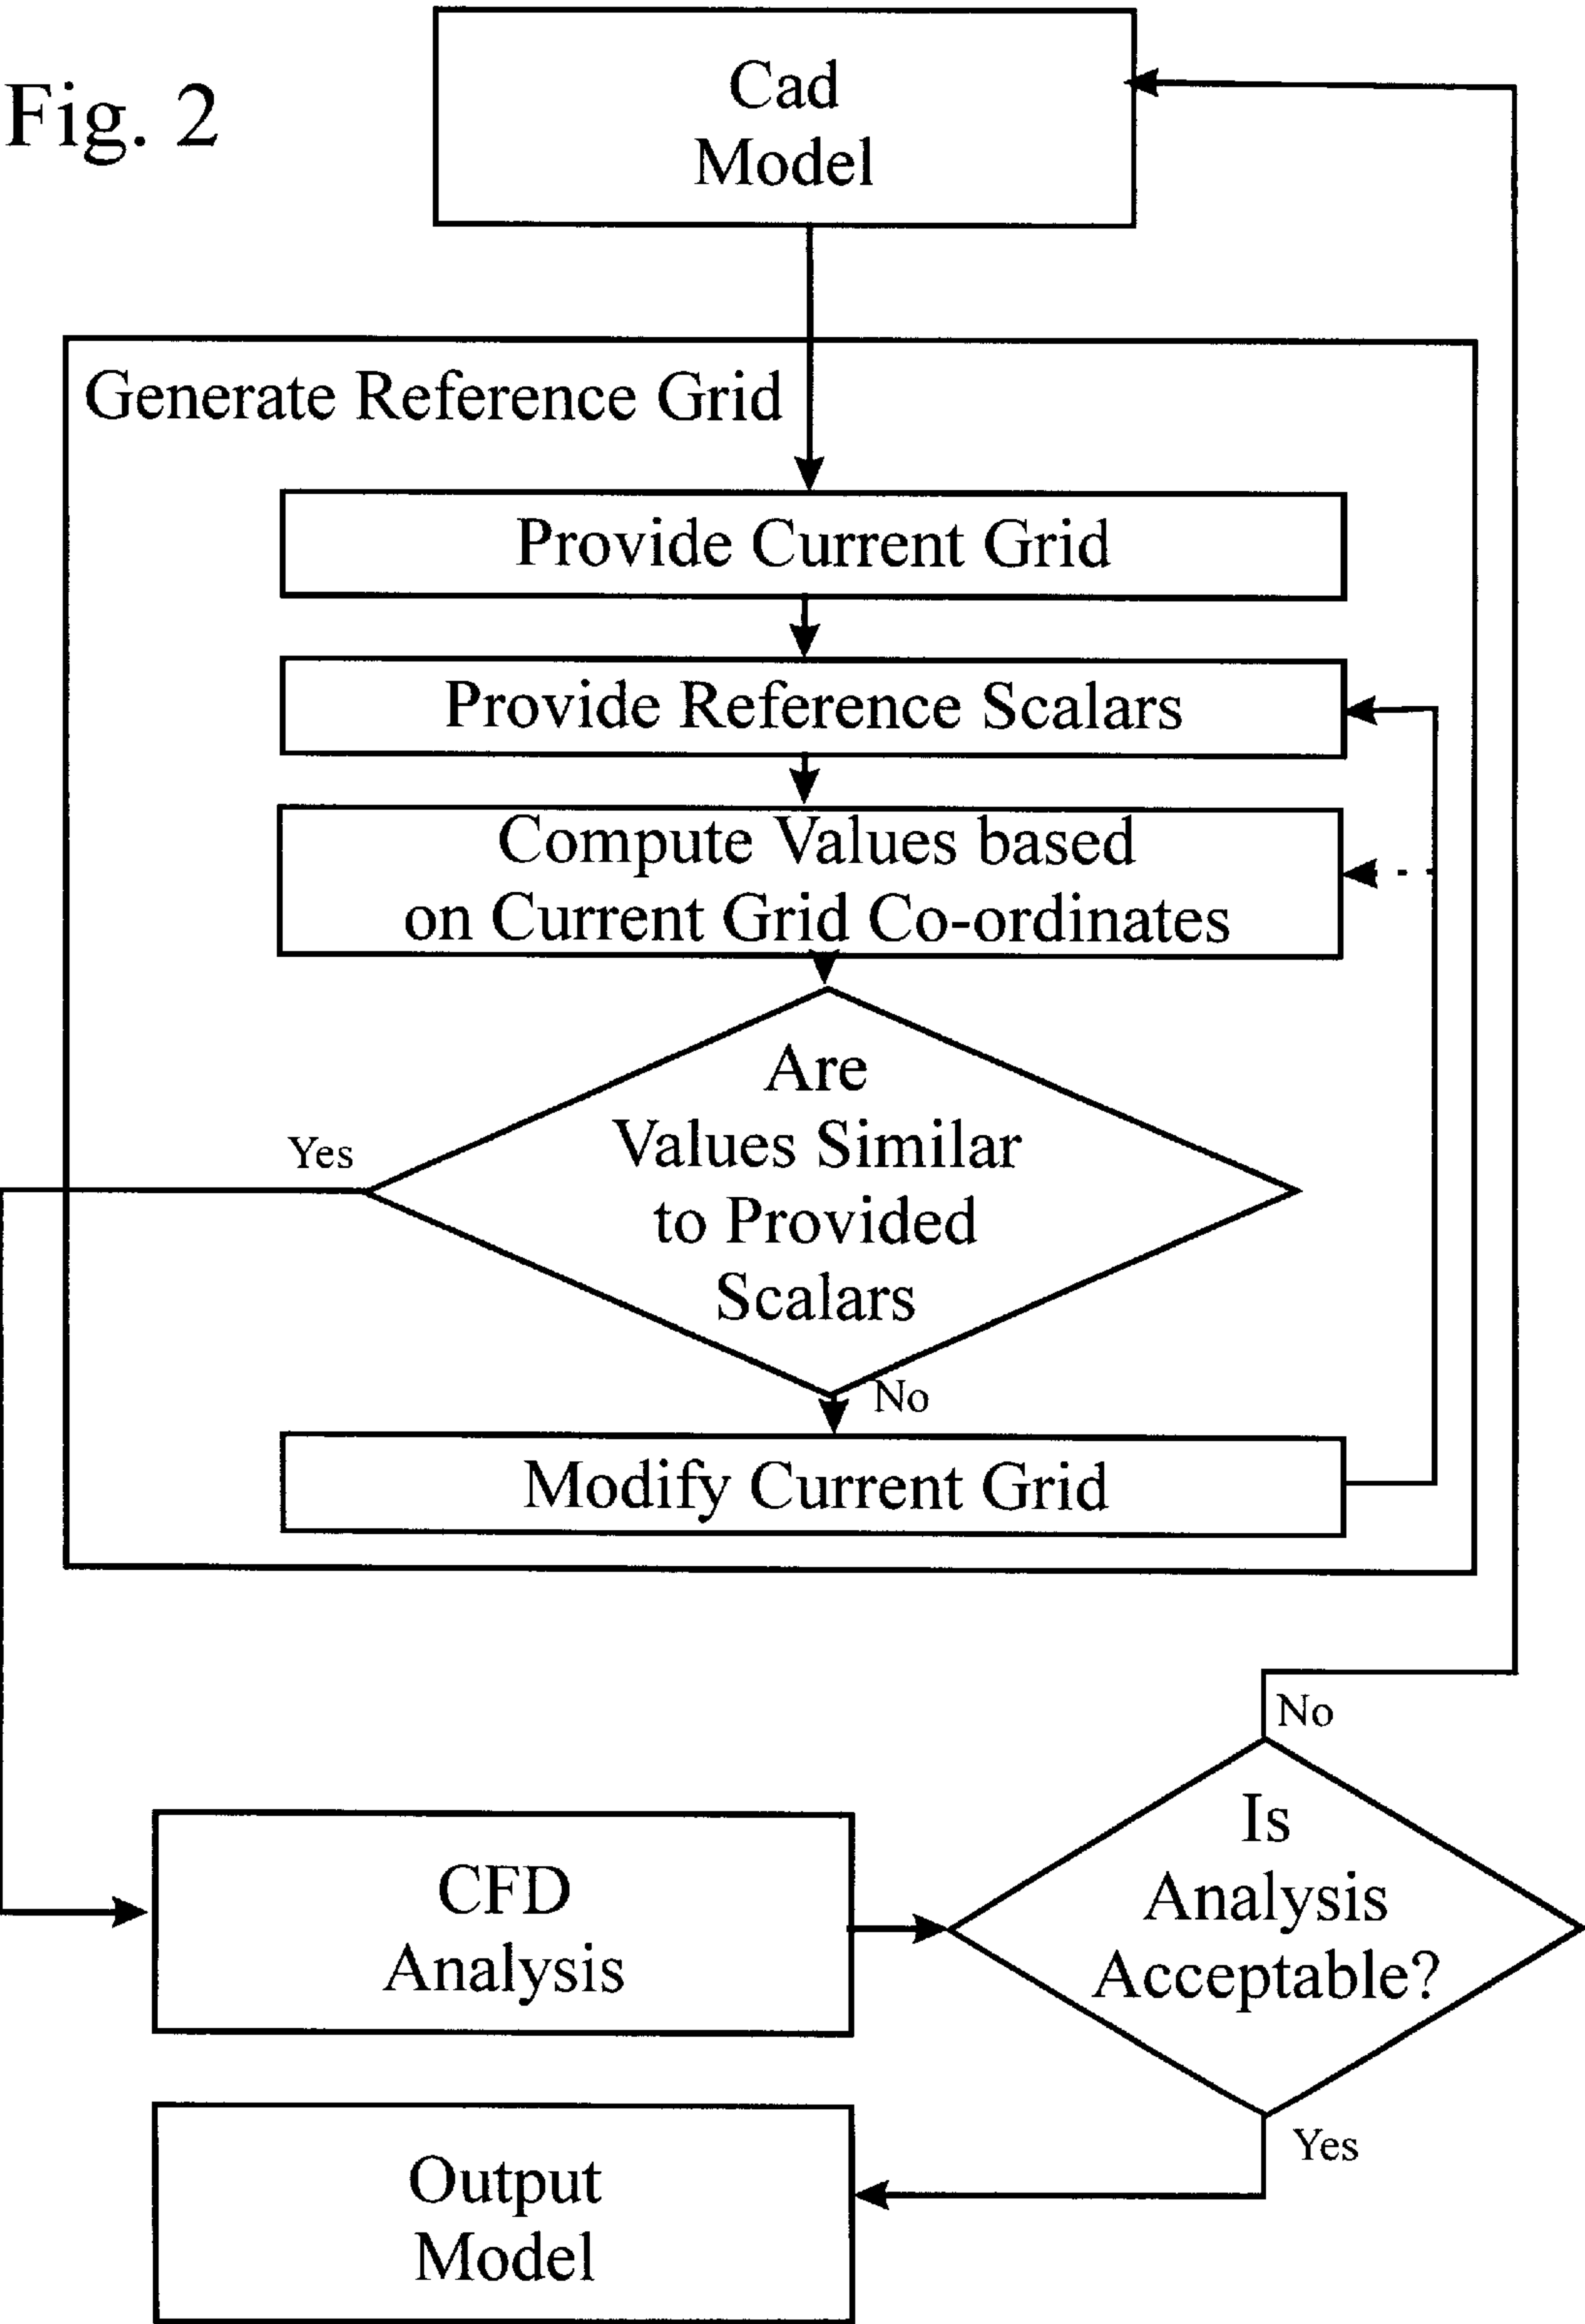 Fig. 2
Cad
Model
Generate Reference Grid
Provide Current Grid
Provide Reference Scalars
Compute Values based
on Current Grid Co-ordinates
Are
Values Similar
to Provided
Scalars
Yes
No
Modify Current Grid
No
Is
Analysis
Acceptable?
CFD
Analysis
Yes
Output
Model